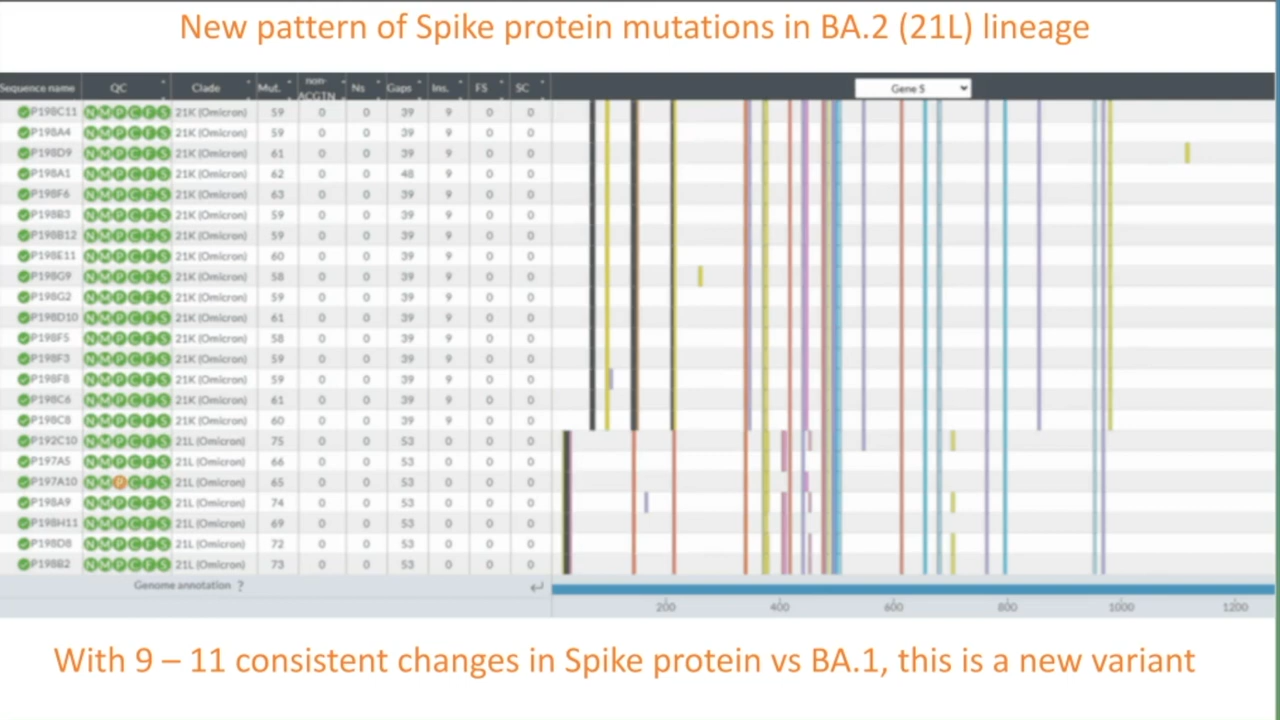 New pattern of Spike protein mutations in BA.2 (21L) lineage
Sequence name QC Clade Mut. non-ACGTN Ns Gaps Ins. FS SC Gene S
P198C11 N M P C F S 21K (Omicron) 59 0 0 39 9 0 0
P198A4 N M P C F S 21K (Omicron) 59 0 0 39 9 0 0
P198D9 N M P C F S 21K (Omicron) 61 0 0 39 9 0 0
P198A1 N M P C F S 21K (Omicron) 62 0 0 48 9 0 0
P198F6 N M P C F S 21K (Omicron) 63 0 0 39 9 0 0
P198B3 N M P C F S 21K (Omicron) 59 0 0 39 9 0 0
P198B12 N M P C F S 21K (Omicron) 59 0 0 39 9 0 0
P198E11 N M P C F S 21K (Omicron) 60 0 0 39 9 0 0
P198G9 N M P C F S 21K (Omicron) 58 0 0 39 9 0 0
P198G2 N M P C F S 21K (Omicron) 59 0 0 39 9 0 0
P198D10 N M P C F S 21K (Omicron) 61 0 0 39 9 0 0
P198F5 N M P C F S 21K (Omicron) 58 0 0 39 9 0 0
P198F3 N M P C F S 21K (Omicron) 59 0 0 39 9 0 0
P198F8 N M P C F S 21K (Omicron) 59 0 0 39 9 0 0
P198C6 N M P C F S 21K (Omicron) 61 0 0 39 9 0 0
P198C8 N M P C F S 21K (Omicron) 60 0 0 39 9 0 0
P192C10 N M P C F S 21L (Omicron) 75 0 0 53 0 0 0
P197A5 N M P C F S 21L (Omicron) 66 0 0 53 0 0 0
P197A10 N M P C F S 21L (Omicron) 65 0 0 53 0 0 0
P198A9 N M P C F S 21L (Omicron) 74 0 0 53 0 0 0
P198H11 N M P C F S 21L (Omicron) 69 0 0 53 0 0 0
P198D8 N M P C F S 21L (Omicron) 72 0 0 53 0 0 0
P198B2 N M P C F S 21L (Omicron) 73 0 0 53 0 0 0
Genome annotation ?
200 400 600 800 1000 1200
With 9 – 11 consistent changes in Spike protein vs BA.1, this is a new variant